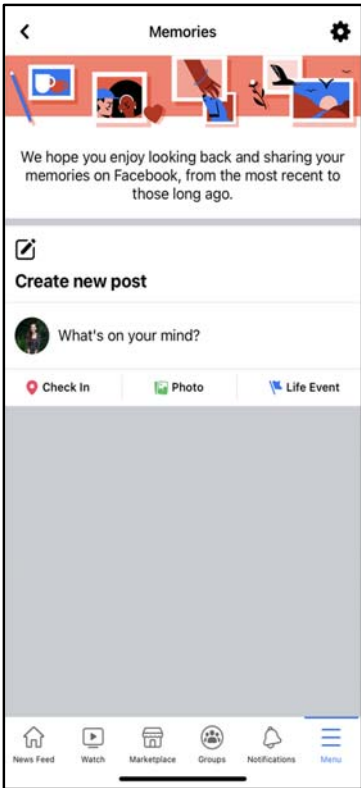 Memories
We hope you enjoy looking back and sharing your
memories on Facebook, from the most recent to
those long ago.
Create new post
What's on your mind?
Check In
Photo
Life Event
News Feed
Watch
Marketplace
Groups
Notifications
Menu